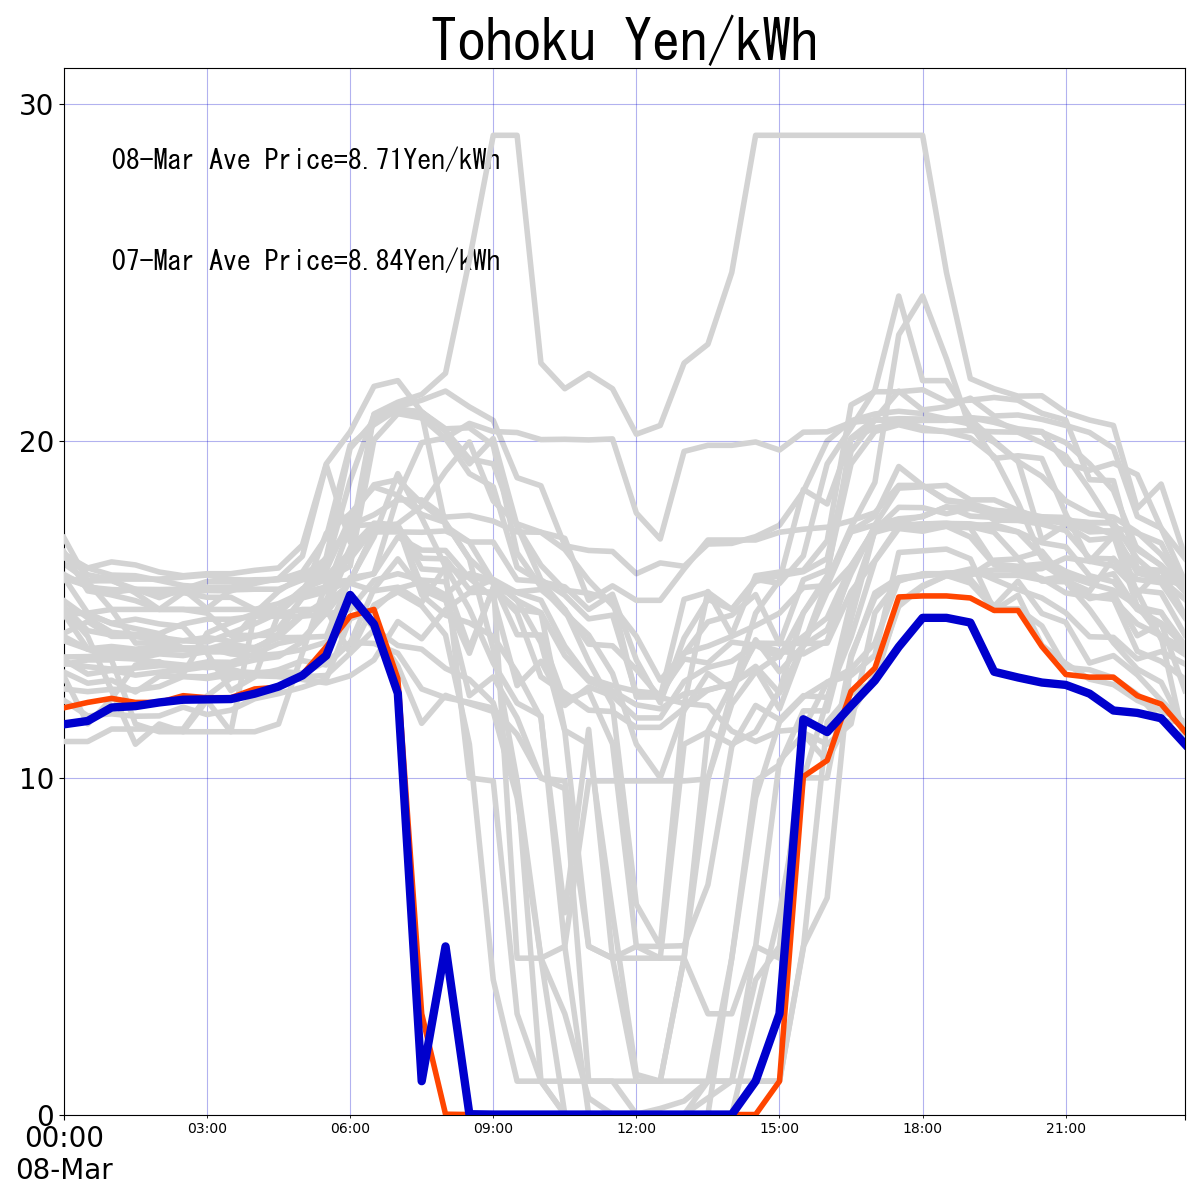 Tohoku Yen/kWh
30
08-Mar Ave Price=8.71Yen/kWh
07-Mar Ave Price=8.84Yen/kWh
20
10
0
00:00 03:00 06:00 09:00 12:00 15:00 18:00 21:00
08-Mar